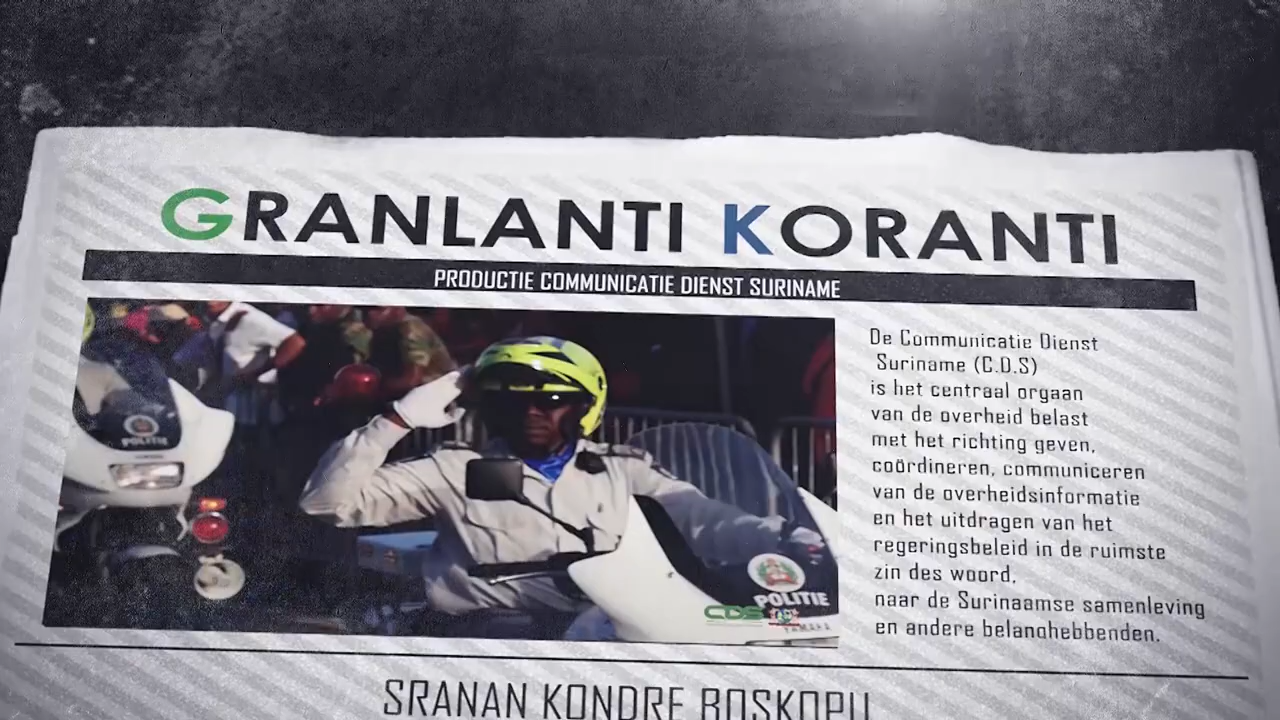 GRANLANTI KORANTI
PRODUCTIE COMMUNICATIE DIENST SURINAME
De Communicatie Dienst
Suriname (C.D.S)
is het centraal orgaan
van de overheid belast
met het richting geven,
coördineren, communiceren
van de overheidsinformatie
en het uitdragen van het
regeringsbeleid in de ruimste
zin des woord,
naar de Surinaamse samenleving
en andere belanghebbenden.
POLITIE
POLITIE
CDS
YAMAHA
SRANAN KONDRE BOSKOPU